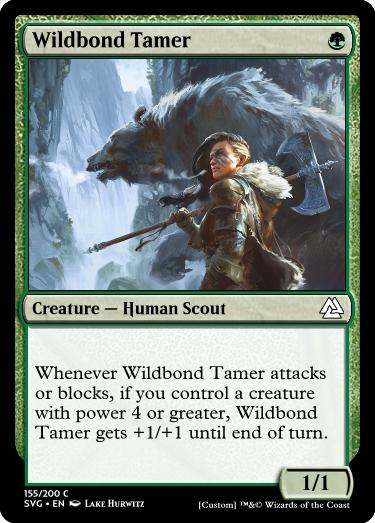 Wildbond Tamer
Creature — Human Scout
Whenever Wildbond Tamer attacks
or blocks, if you control a creature
with power 4 or greater, Wildbond
Tamer gets +1/+1 until end of turn.
1/1
155/200 C
SVG • EN Lake Hurwitz
[Custom] ™&© Wizards of the Coast